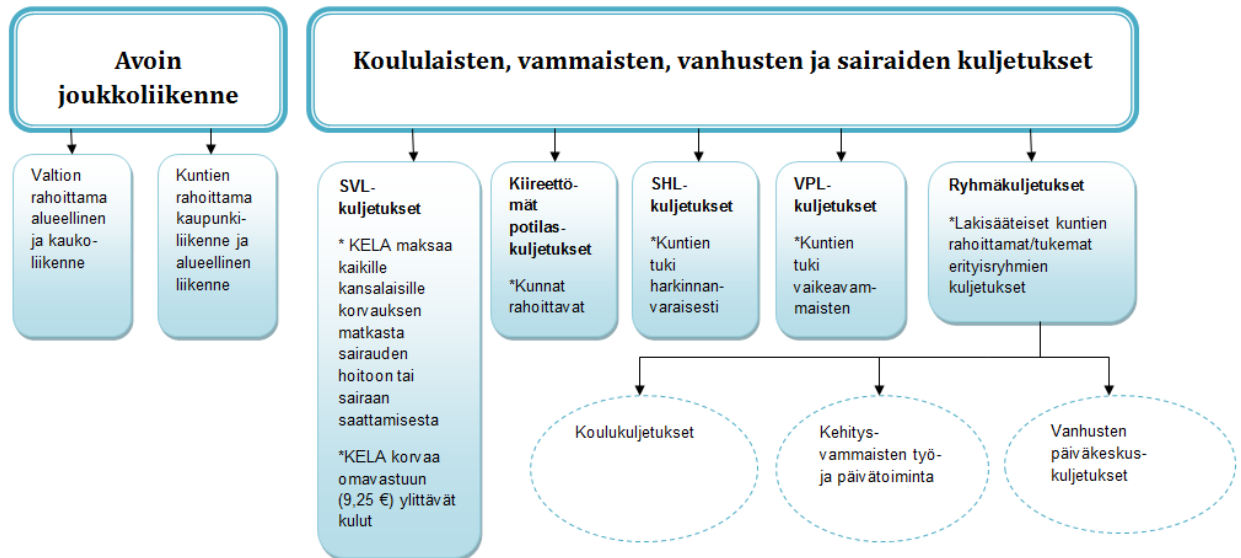 Avoin
joukkoliikenne
Koululaisten, vammaisten, vanhusten ja sairaiden kuljetukset
Valtion
rahoittama
alueellinen
ja kauko-
liikenne
Kuntien
rahoittama
kaupunki-
liikenne ja
alueellinen
liikenne
SVL-
kuljetukset
* KELA maksaa
kaikille
kansalaisille
korvauksen
matkasta
sairauden
hoitoon tai
sairaan
saattamisesta
*KELA korvaa
omavastuun
(9,25 €) ylittävät
kulut
Kiireettö-
mät
potilas-
kuljetukset
*Kunnat
rahoittavat
SHL-
kuljetukset
*Kuntien
tuki
harkinnan-
varaisesti
VPL-
kuljetukset
*Kuntien
tuki
vaikeavam-
maisten
Ryhmäkuljetukset
*Lakisääteiset kuntien
rahoittamat/tukemat
erityisryhmien
kuljetukset
Koulukuljetukset
Kehitys-
vammaisten työ-
ja päivätoiminta
Vanhusten
päiväkeskus-
kuljetukset